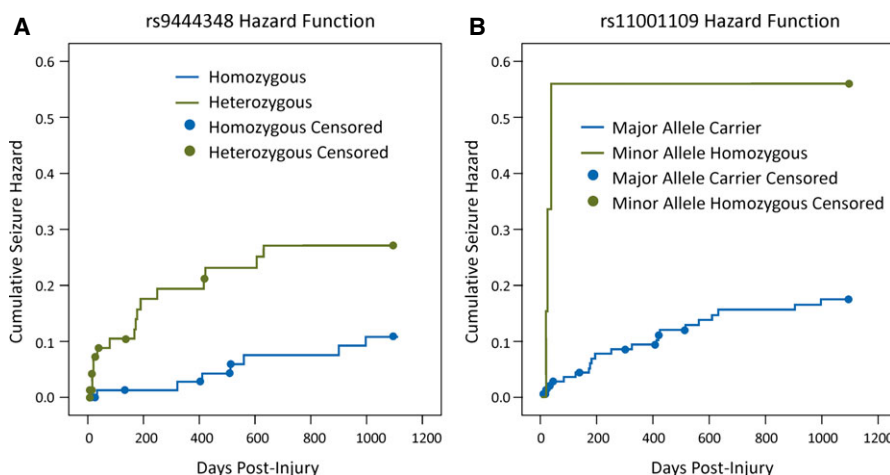 A
rs9444348 Hazard Function
Cumulative Seizure Hazard
0.6
0.5
0.4
0.3
0.2
0.1
0.0
Homozygous
Heterozygous
Homozygous Censored
Heterozygous Censored
0 200 400 600 800 1000 1200
Days Post-Injury
B
rs11001109 Hazard Function
Cumulative Seizure Hazard
0.6
0.5
0.4
0.3
0.2
0.1
0.0
Major Allele Carrier
Minor Allele Homozygous
Major Allele Carrier Censored
Minor Allele Homozygous Censored
0 200 400 600 800 1000 1200
Days Post-Injury